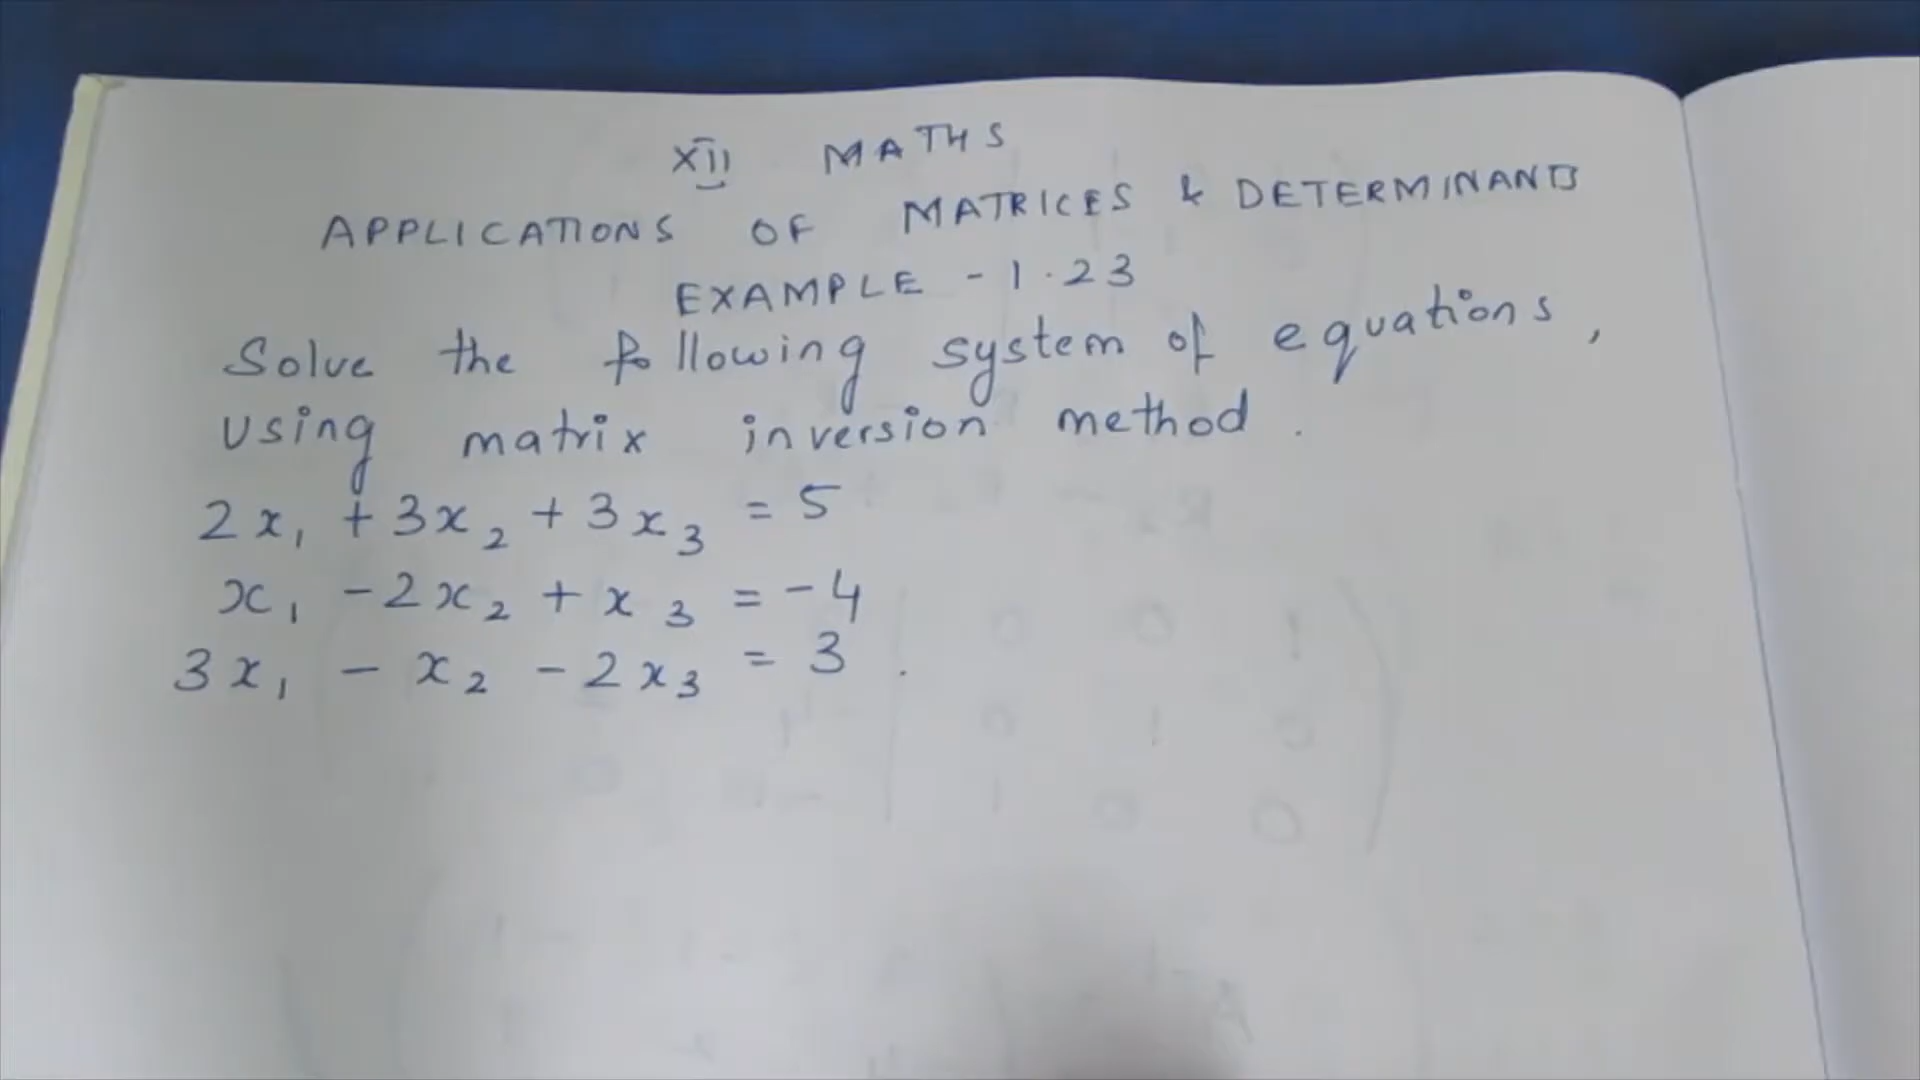 XII MATHS
APPLICATIONS OF MATRICES & DETERMINANTS
EXAMPLE - 1.23
Solve the following system of equations,
using matrix inversion method.
2x₁ + 3x₂ + 3x₃ = 5
x₁ - 2x₂ + x₃ = -4
3x₁ - x₂ - 2x₃ = 3.